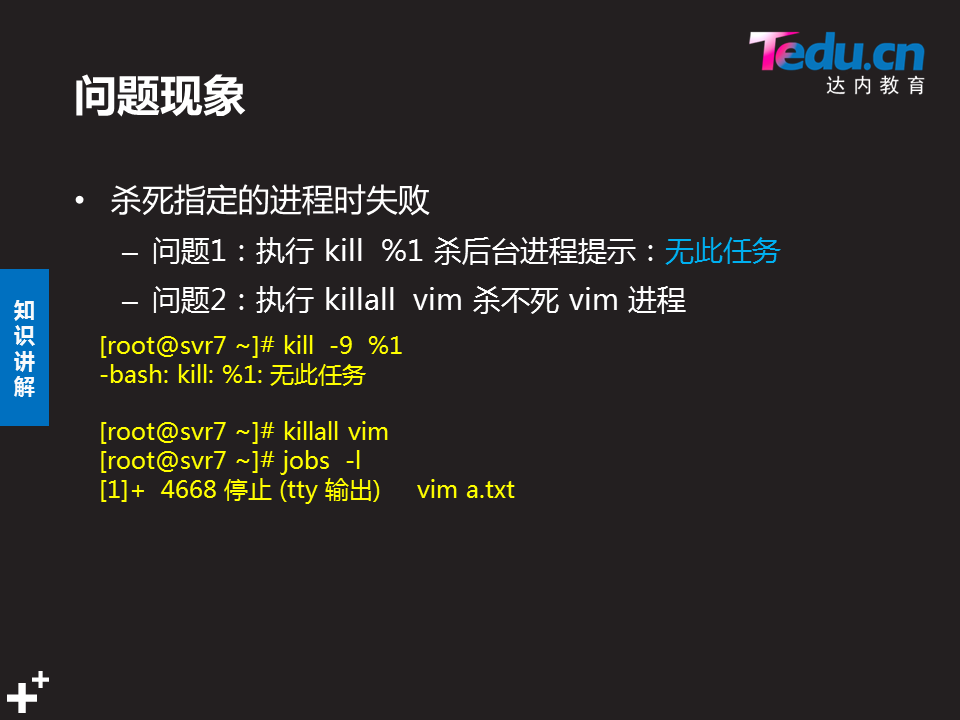 Tedu.cn
达内教育
问题现象
• 杀死指定的进程时失败
– 问题1：执行 kill  %1 杀后台进程提示：无此任务
– 问题2：执行 killall  vim 杀不死 vim 进程
知识讲解
[root@svr7 ~]# kill  -9  %1
-bash: kill: %1: 无此任务
[root@svr7 ~]# killall vim
[root@svr7 ~]# jobs  -l
[1]+  4668 停止 (tty 输出)     vim a.txt